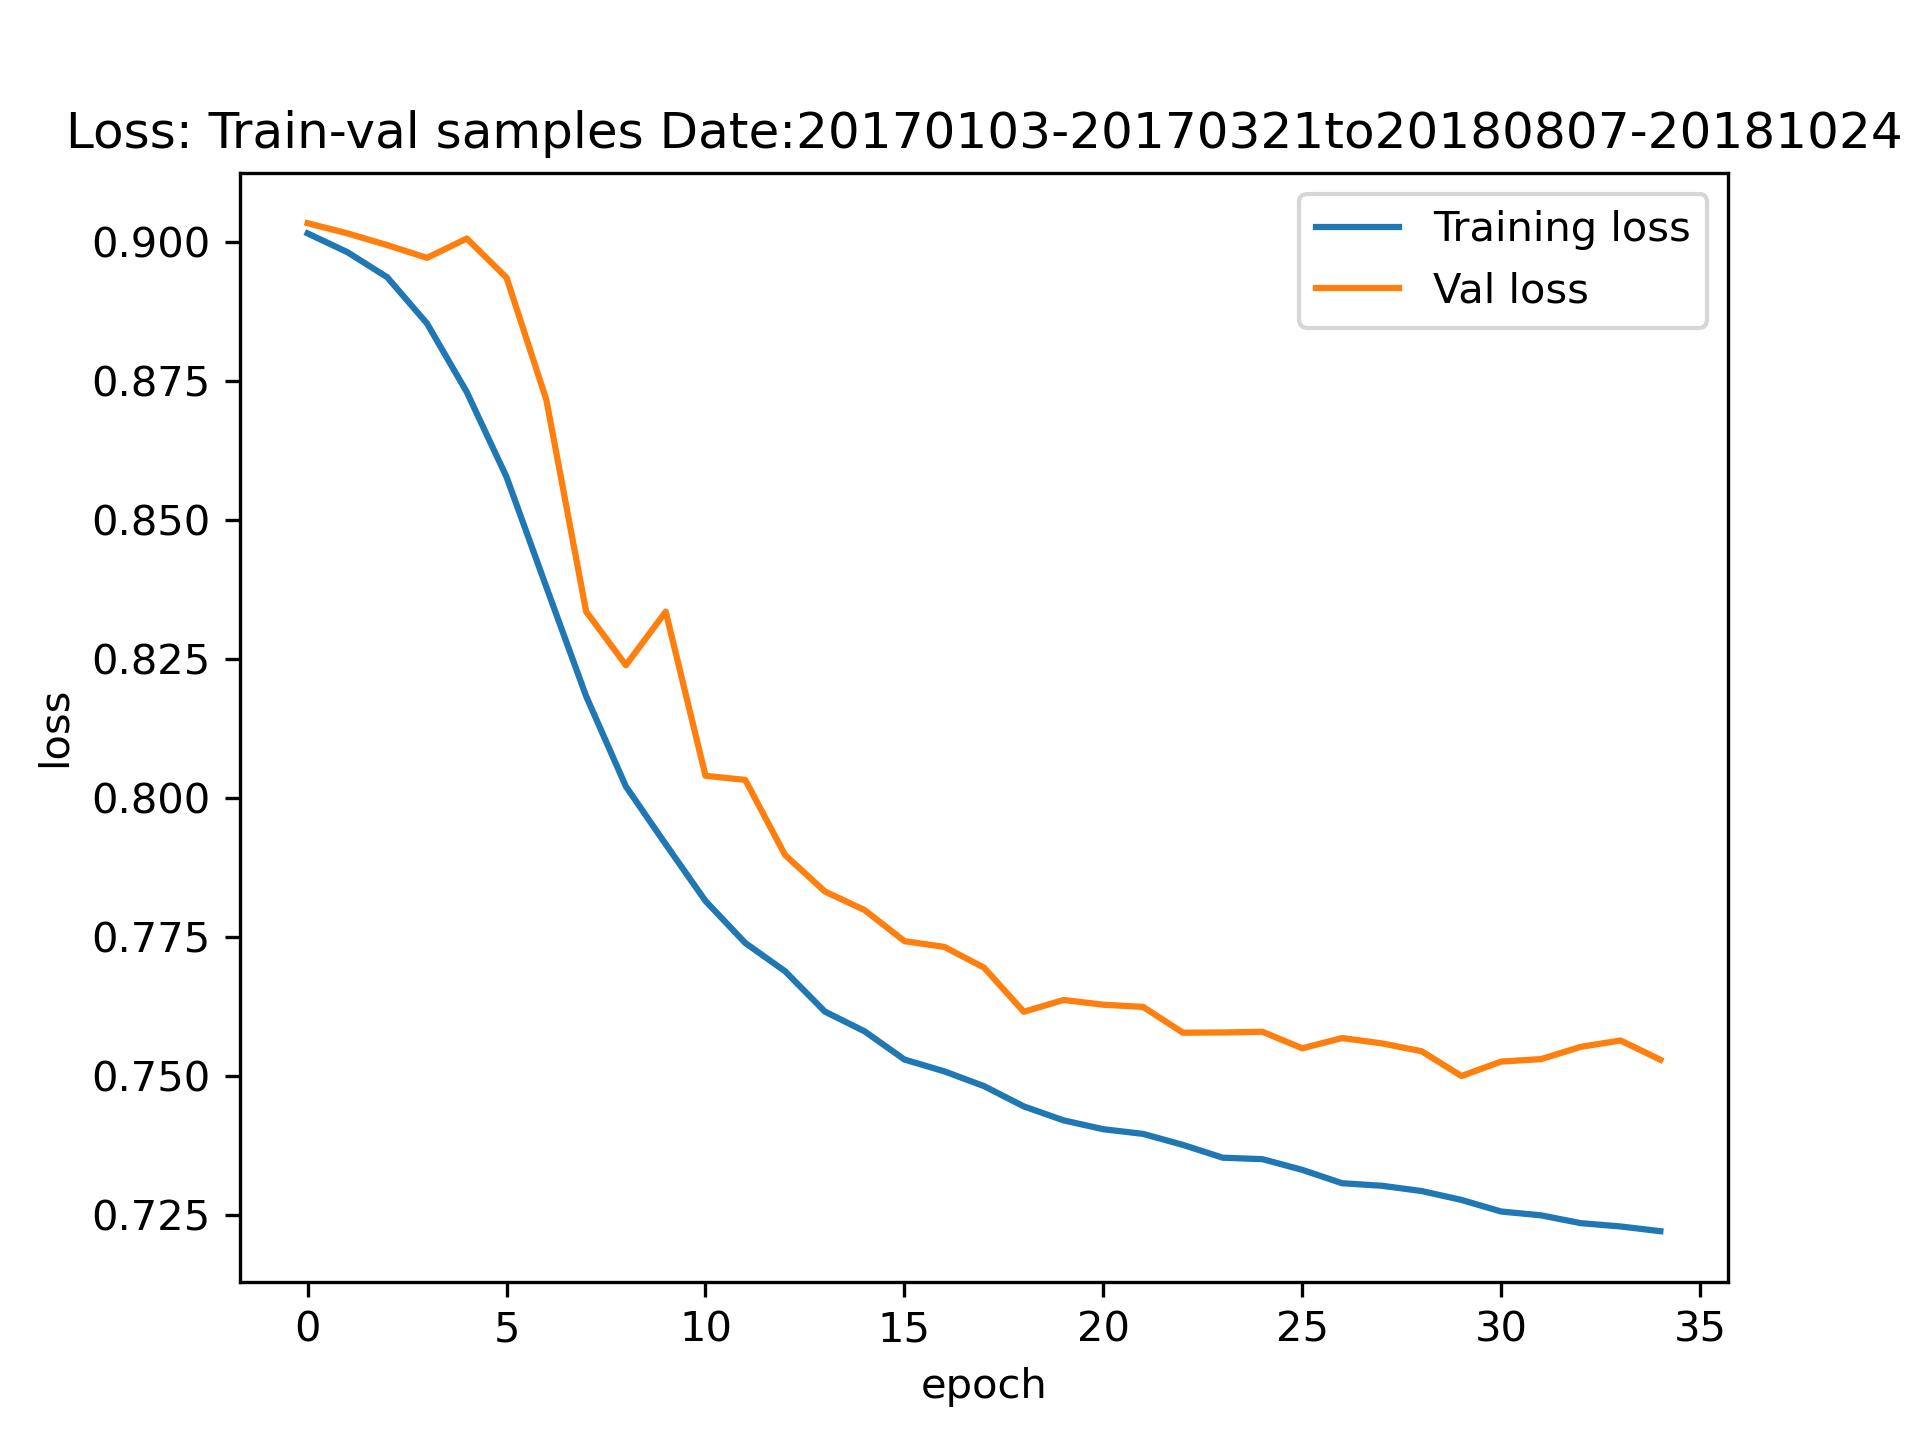 Loss: Train-val samples Date:20170103-20170321to20180807-20181024
Training loss
Val loss
0.900
0.875
0.850
0.825
0.800
0.775
0.750
0.725
loss
0 5 10 15 20 25 30 35
epoch